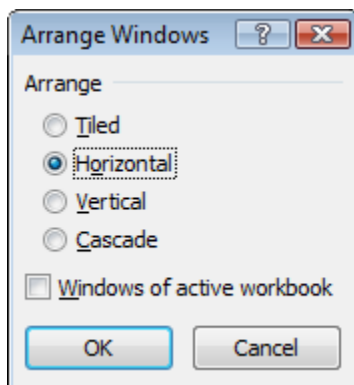 Arrange Windows ?
Arrange
Tiled
Horizontal
Vertical
Cascade
Windows of active workbook
OK Cancel